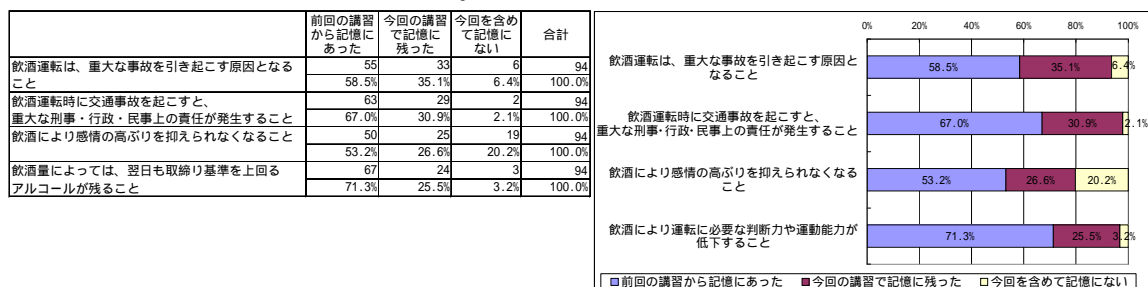 前回の講習 今回の講習 今回を含め
から記憶に で記憶に て記憶に 合計
あった 残った ない
飲酒運転は、重大な事故を引き起こす原因となる 55 33 6 94
こと 58.5% 35.1% 6.4% 100.0%
飲酒運転時に交通事故を起こすと、 63 29 2 94
重大な刑事・行政・民事上の責任が発生すること 67.0% 30.9% 2.1% 100.0%
飲酒により感情の高ぶりを抑えられなくなること 50 25 19 94
53.2% 26.6% 20.2% 100.0%
飲酒量によっては、翌日も取締り基準を上回る 67 24 3 94
アルコールが残ること 71.3% 25.5% 3.2% 100.0%
0% 20% 40% 60% 80% 100%
飲酒運転は、重大な事故を引き起こす原因と
なること
58.5% 35.1% 6.4%
飲酒運転時に交通事故を起こすと、
重大な刑事・行政・民事上の責任が発生すること
67.0% 30.9% 2.1%
飲酒により感情の高ぶりを抑えられなくなる
こと
53.2% 26.6% 20.2%
飲酒により運転に必要な判断力や運動能力が
低下すること
71.3% 25.5% 3.2%
前回の講習から記憶にあった 今回の講習で記憶に残った 今回を含めて記憶にない